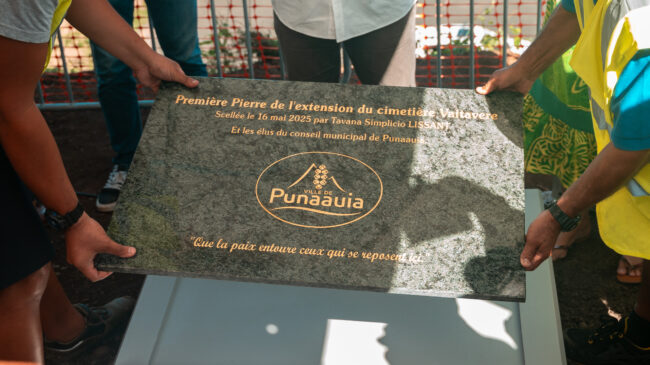 Première Pierre de l'extension du cimetière Vaitavere
Scellée le 16 mai 2025 par Tavana Simplicio LISSANT
Et les élus du conseil municipal de Punaauia
VILLE DE
Punaauia
"Que la paix entoure ceux qui se reposent ici"